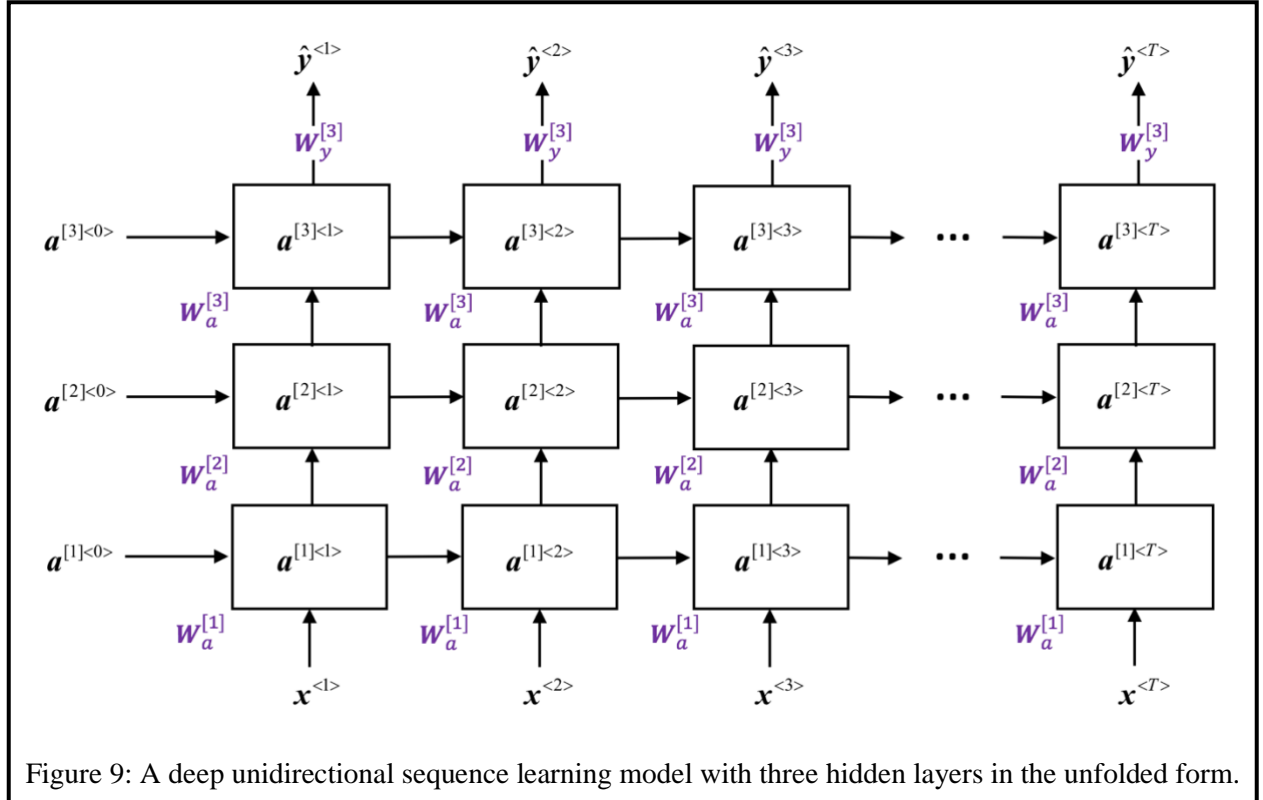 ŷ<1> ŷ<2> ŷ<3> ŷ<T>
W_y^[3] W_y^[3] W_y^[3] W_y^[3]
a^[3]<0> a^[3]<1> a^[3]<2> a^[3]<3> ... a^[3]<T>
W_a^[3] W_a^[3] W_a^[3] W_a^[3]
a^[2]<0> a^[2]<1> a^[2]<2> a^[2]<3> ... a^[2]<T>
W_a^[2] W_a^[2] W_a^[2] W_a^[2]
a^[1]<0> a^[1]<1> a^[1]<2> a^[1]<3> ... a^[1]<T>
W_a^[1] W_a^[1] W_a^[1] W_a^[1]
x<1> x<2> x<3> x<T>
Figure 9: A deep unidirectional sequence learning model with three hidden layers in the unfolded form.